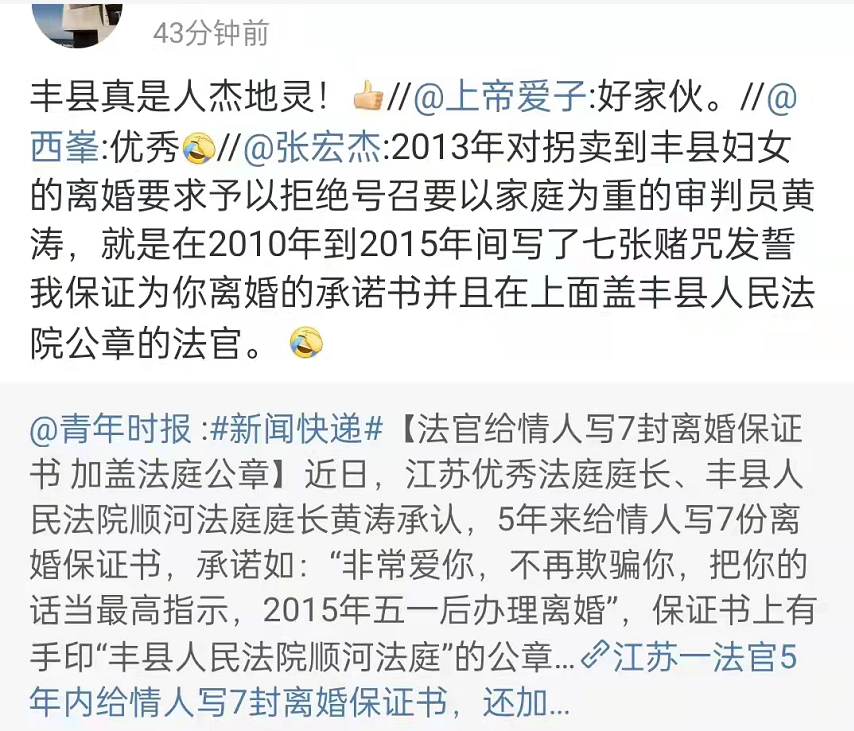 43分钟前
丰县真是人杰地灵！👍//@上帝爱子:好家伙。//@
西峯:优秀🤣//@张宏杰:2013年对拐卖到丰县妇女
的离婚要求予以拒绝号召要以家庭为重的审判员黄
涛，就是在2010年到2015年间写了七张赌咒发誓
我保证为你离婚的承诺书并且在上面盖丰县人民法
院公章的法官。🤣
@青年时报 :#新闻快递#【法官给情人写7封离婚保证
书 加盖法庭公章】近日，江苏优秀法庭庭长、丰县人
民法院顺河法庭庭长黄涛承认，5年来给情人写7份离
婚保证书，承诺如：“非常爱你，不再欺骗你，把你的
话当最高指示，2015年五一后办理离婚”，保证书上有
手印“丰县人民法院顺河法庭”的公章...🔗江苏一法官5
年内给情人写7封离婚保证书，还加...